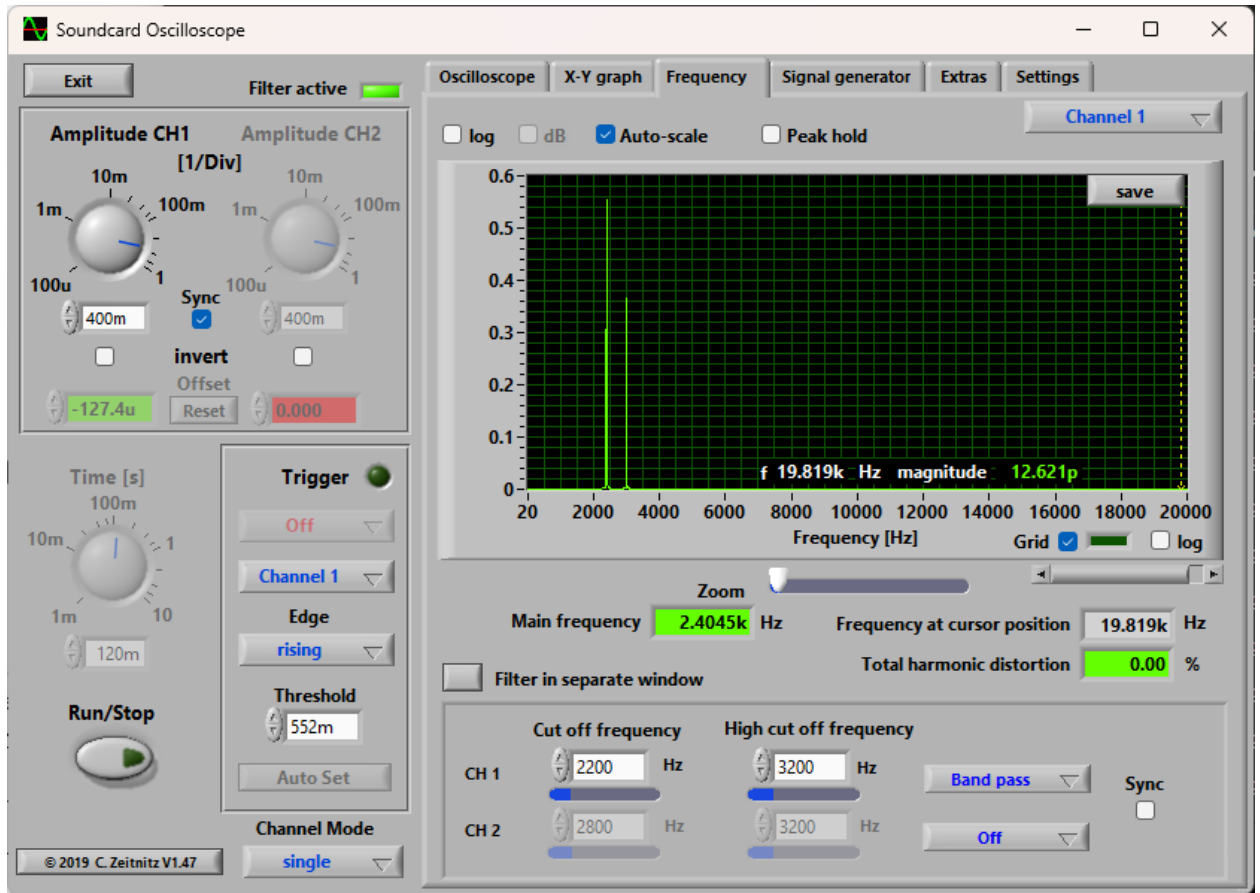 Soundcard Oscilloscope
Exit
Filter active
Amplitude CH1 Amplitude CH2
[1/Div]
10m 10m
1m 100m 1m 100m
100u 1 100u 1
Sync
400m 400m
invert
Offset
-127.4u Reset 0.000
Time [s]
100m
10m 1
1m 10
120m
Run/Stop
© 2019 C. Zeitnitz V1.47
Trigger
Off
Channel 1
Edge
rising
Threshold
552m
Auto Set
Channel Mode
single
Oscilloscope X-Y graph Frequency Signal generator Extras Settings
Channel 1
log dB Auto-scale Peak hold
save
0.6
0.5
0.4
0.3
0.2
0.1
0
f 19.819k Hz magnitude 12.621p
20 2000 4000 6000 8000 10000 12000 14000 16000 18000 20000
Frequency [Hz]
Grid log
Zoom
Main frequency 2.4045k Hz Frequency at cursor position 19.819k Hz
Total harmonic distortion 0.00 %
Filter in separate window
Cut off frequency High cut off frequency
CH 1 2200 Hz 3200 Hz Band pass Sync
CH 2 2800 Hz 3200 Hz Off